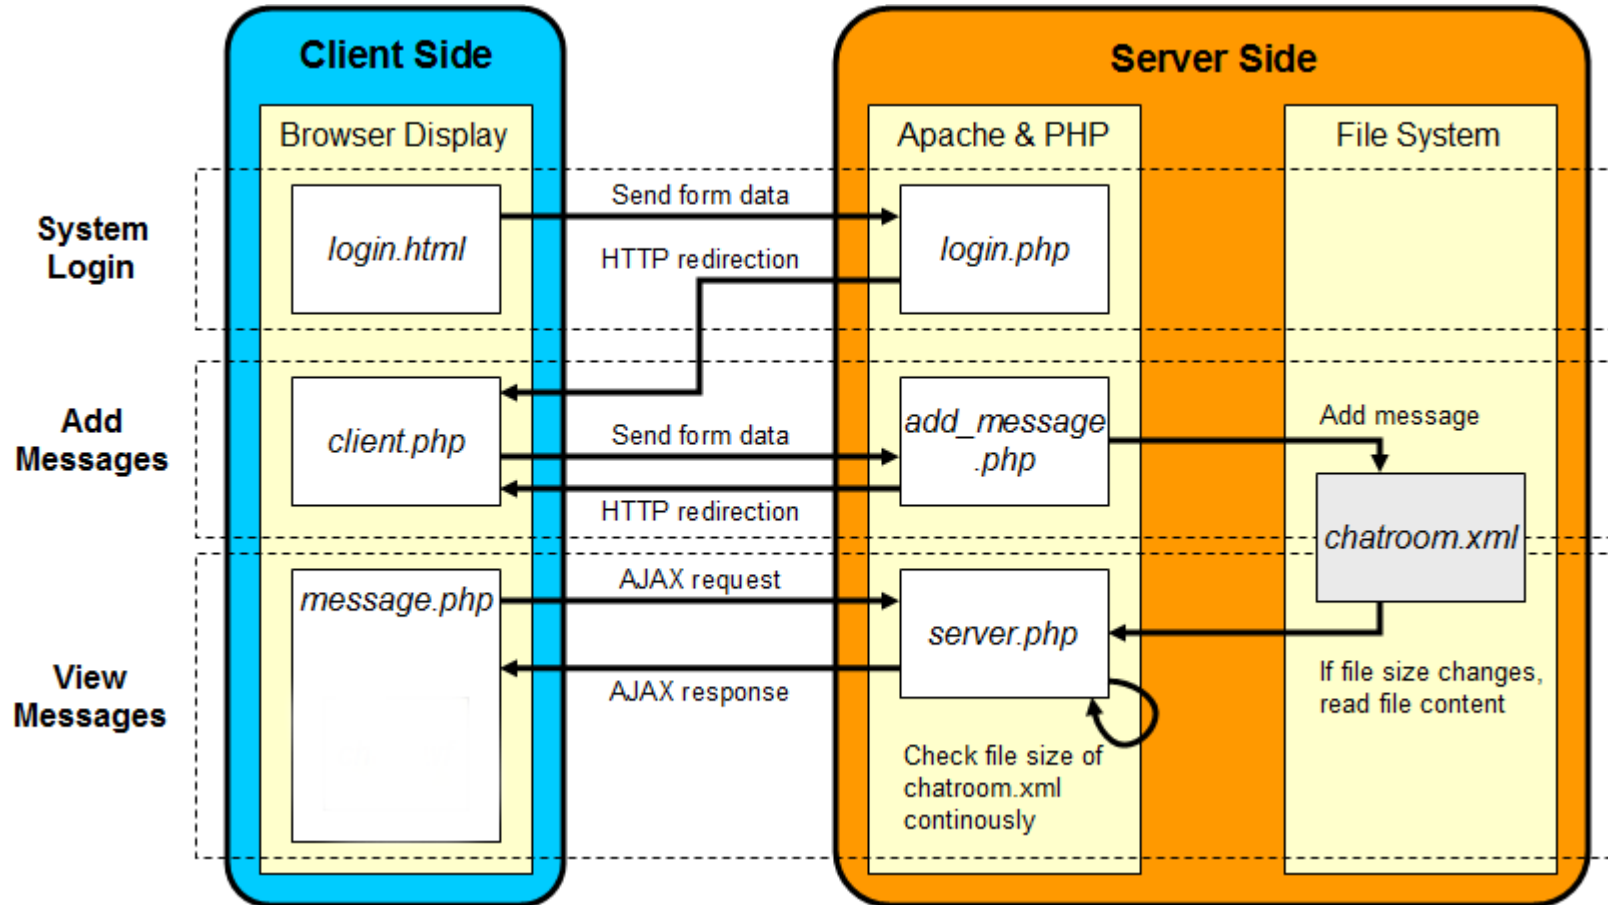 Client Side
Server Side
Browser Display
Apache & PHP
File System
System
Login
login.html
Send form data
login.php
HTTP redirection
Add
Messages
client.php
Send form data
HTTP redirection
add_message
.php
Add message
chatroom.xml
View
Messages
message.php
AJAX request
AJAX response
server.php
If file size changes,
read file content
Check file size of
chatroom.xml
continously